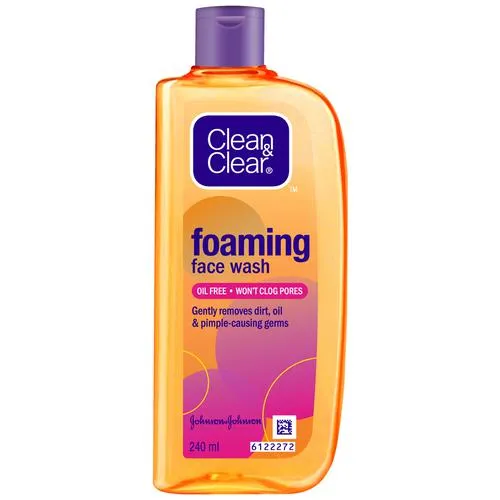 Clean &
Clear®
™
foaming
face wash
OIL FREE • WON'T CLOG PORES
Gently removes dirt, oil
& pimple-causing germs
Johnson & Johnson
240 ml
6122272